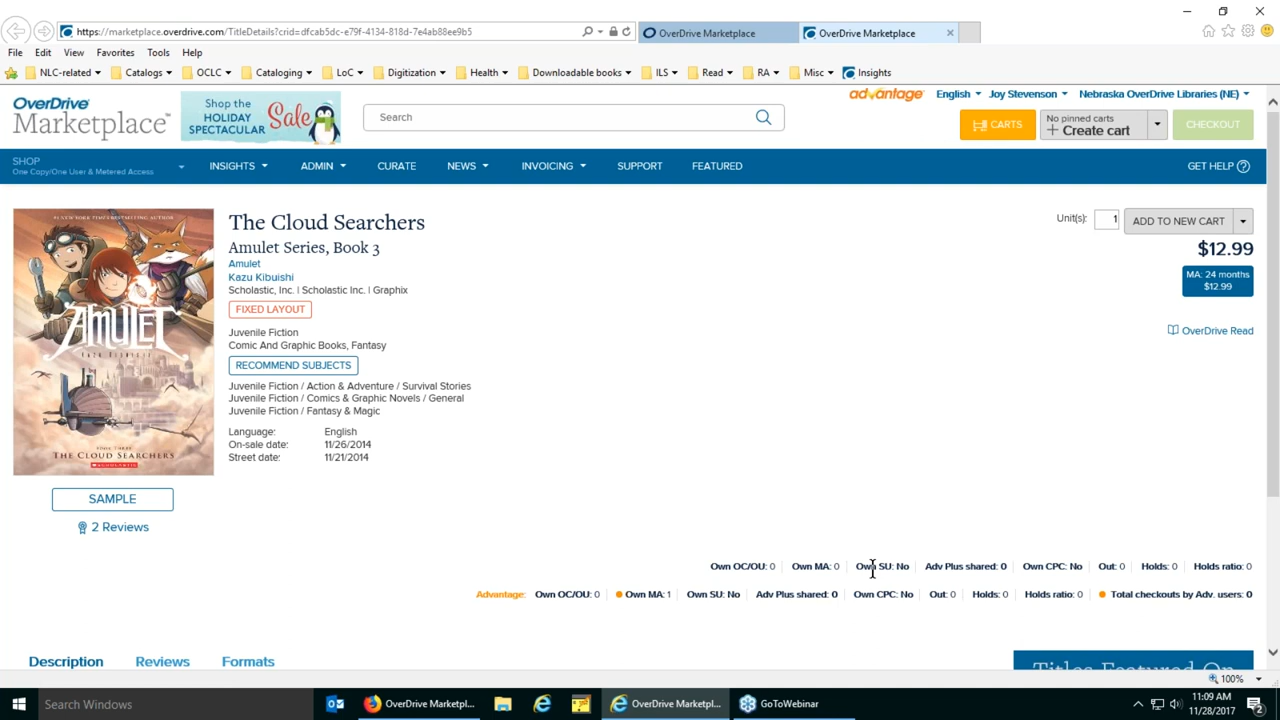 https://marketplace.overdrive.com/TitleDetails?crid=dfcab5dc-e79f-4134-818d-7e4ab88ee9b5
OverDrive Marketplace
OverDrive Marketplace
File Edit View Favorites Tools Help
NLC-related Catalogs OCLC Cataloging LoC Digitization Health Downloadable books ILS Read RA Misc Insights
advantage English Joy Stevenson Nebraska OverDrive Libraries (NE)
OverDrive
Marketplace
Shop the
HOLIDAY
SPECTACULAR
Sale
Search
CARTS
No pinned carts
+ Create cart
CHECKOUT
SHOP
One Copy/One User & Metered Access
INSIGHTS ADMIN CURATE NEWS INVOICING SUPPORT FEATURED GET HELP ?
#1 NEW YORK TIMES BESTSELLING AUTHOR
AMULET
KAZU KIBUISHI
BOOK THREE
THE CLOUD SEARCHERS
SCHOLASTIC
SAMPLE
2 Reviews
The Cloud Searchers
Amulet Series, Book 3
Amulet
Kazu Kibuishi
Scholastic, Inc. | Scholastic Inc. | Graphix
FIXED LAYOUT
Juvenile Fiction
Comic And Graphic Books, Fantasy
RECOMMEND SUBJECTS
Juvenile Fiction / Action & Adventure / Survival Stories
Juvenile Fiction / Comics & Graphic Novels / General
Juvenile Fiction / Fantasy & Magic
Language: English
On-sale date: 11/26/2014
Street date: 11/21/2014
Unit(s): 1 ADD TO NEW CART
$12.99
MA: 24 months
$12.99
OverDrive Read
Own OC/OU: 0 Own MA: 0 Own SU: No Adv Plus shared: 0 Own CPC: No Out: 0 Holds: 0 Holds ratio: 0
Advantage: Own OC/OU: 0 Own MA: 1 Own SU: No Adv Plus shared: 0 Own CPC: No Out: 0 Holds: 0 Holds ratio: 0 Total checkouts by Adv. users: 0
Description Reviews Formats
Titles Featured On
100%
Search Windows
OverDrive Marketpl...
OverDrive Marketpl...
GoToWebinar
11:09 AM
11/28/2017
2